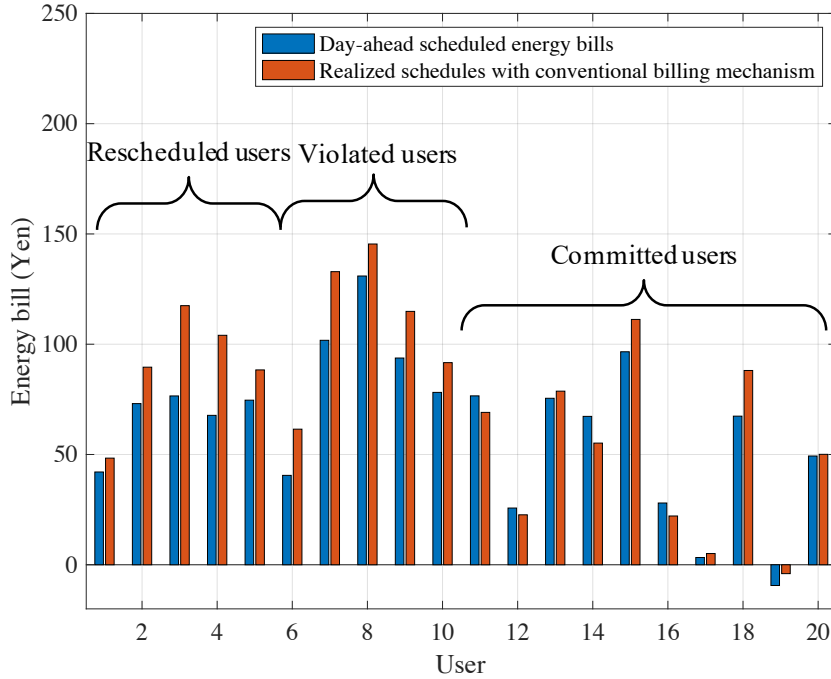 250
200
150
100
50
0
Energy bill (Yen)
Day-ahead scheduled energy bills
Realized schedules with conventional billing mechanism
Rescheduled users
Violated users
Committed users
2 4 6 8 10 12 14 16 18 20
User